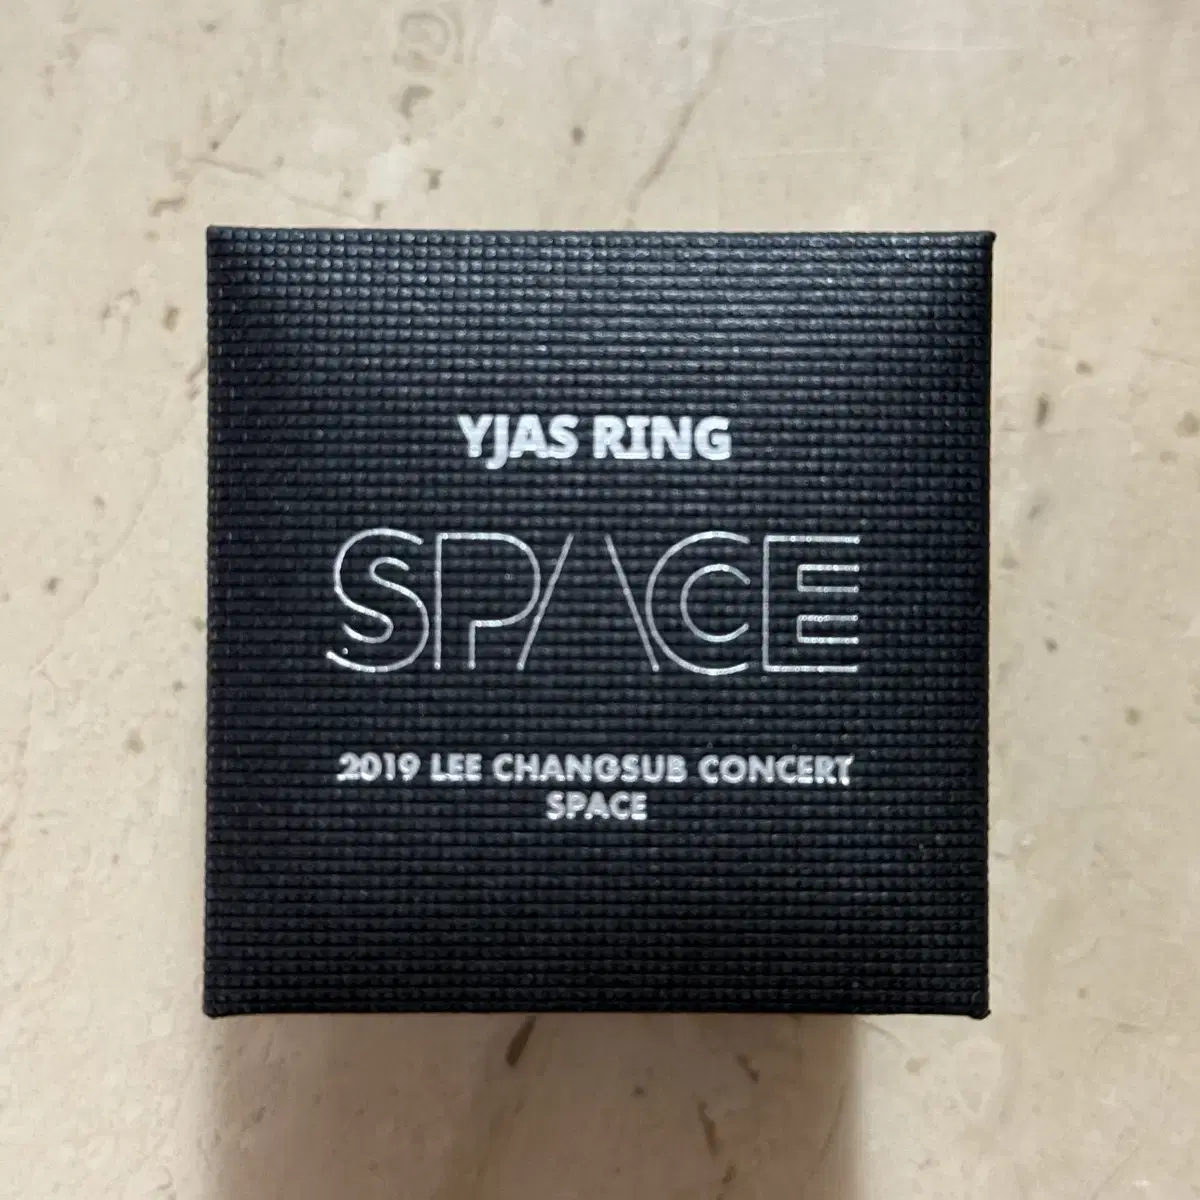 YJAS RING
SPACE
2019 LEE CHANGSUB CONCERT
SPACE